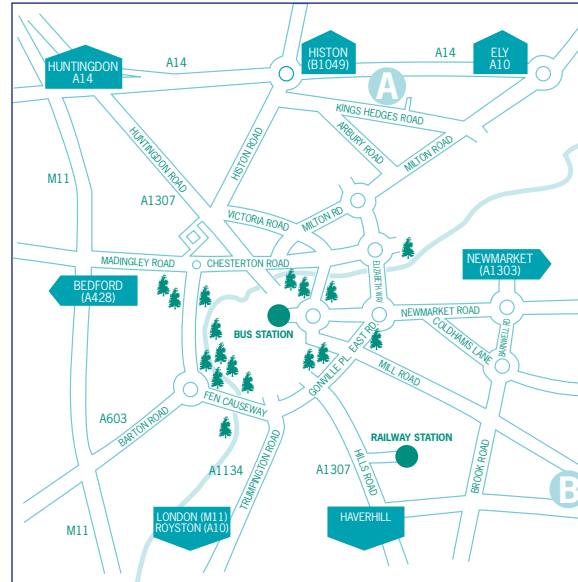 HUNTINGDON
A14
A14
HISTON
(B1049)
A14
ELY
A10
A
KINGS HEDGES ROAD
ARBURY ROAD
MILTON ROAD
HISTON ROAD
HUNTINGDON ROAD
M11
A1307
VICTORIA ROAD
MILTON RD
MADINGLEY ROAD
CHESTERTON ROAD
ELIZABETH WAY
NEWMARKET
(A1303)
BEDFORD
(A428)
BUS STATION
NEWMARKET ROAD
EAST RD
COLDHAMS LANE
BARNWELL RD
GONVILLE PL
MILL ROAD
FEN CAUSEWAY
A603
BARTON ROAD
TRUMPINGTON ROAD
A1134
RAILWAY STATION
A1307
HILLS ROAD
BROOK ROAD
B
M11
LONDON (M11)
ROYSTON (A10)
HAVERHILL